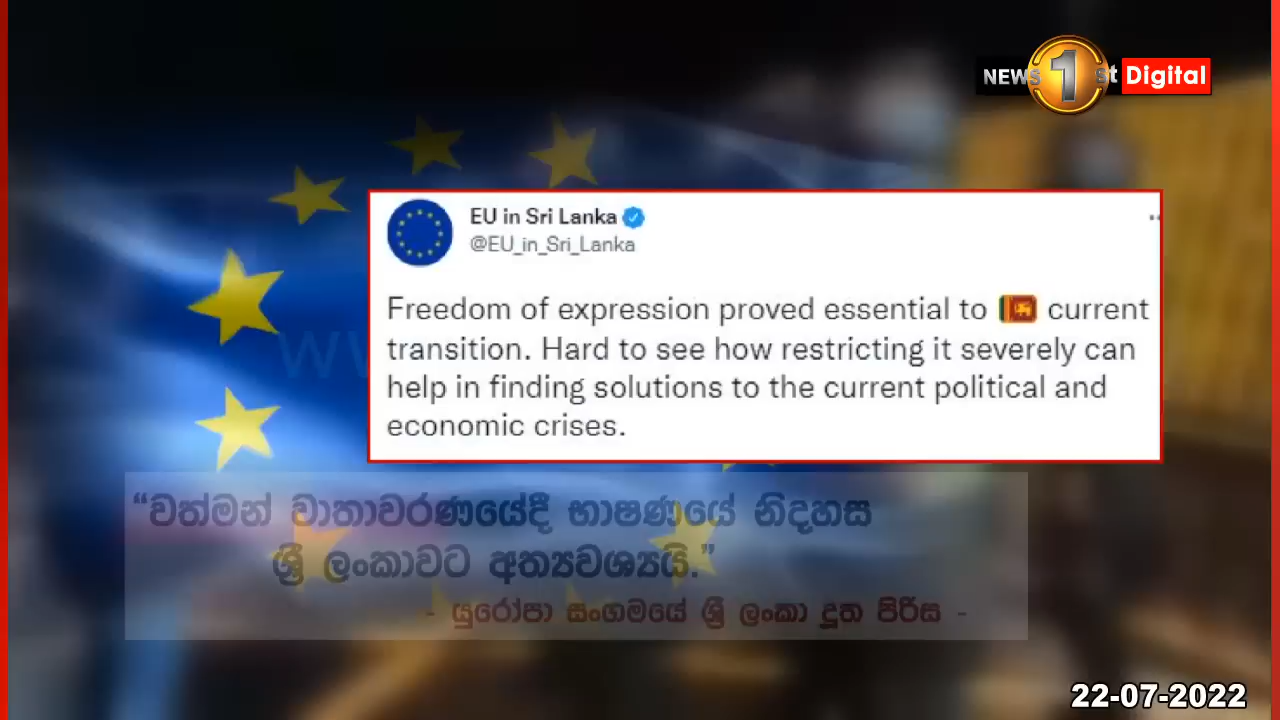 NEWS 1st Digital
EU in Sri Lanka
@EU_in_Sri_Lanka
Freedom of expression proved essential to 🇱🇰 current
transition. Hard to see how restricting it severely can
help in finding solutions to the current political and
economic crises.
“වත්මන් වාතාවරණයේදී භාෂණයේ නිදහස
ශ්‍රී ලංකාවට අත්‍යවශ්‍යයි.”
- යුරෝපා සංගමයේ ශ්‍රී ලංකා දූත පිරිස -
22-07-2022